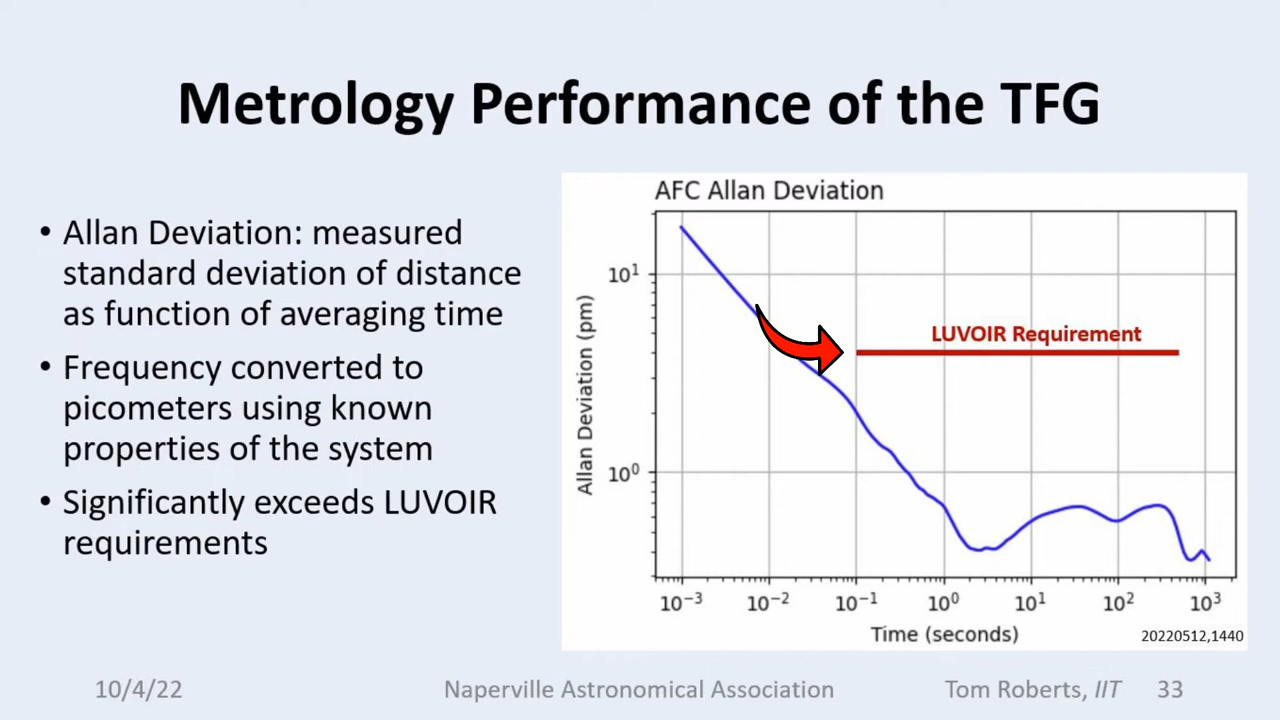 Metrology Performance of the TFG
• Allan Deviation: measured
standard deviation of distance
as function of averaging time
• Frequency converted to
picometers using known
properties of the system
• Significantly exceeds LUVOIR
requirements
AFC Allan Deviation
Allan Deviation (pm)
10¹
10⁰
LUVOIR Requirement
10⁻³ 10⁻² 10⁻¹ 10⁰ 10¹ 10² 10³
Time (seconds)
20220512,1440
10/4/22 Naperville Astronomical Association Tom Roberts, IIT 33